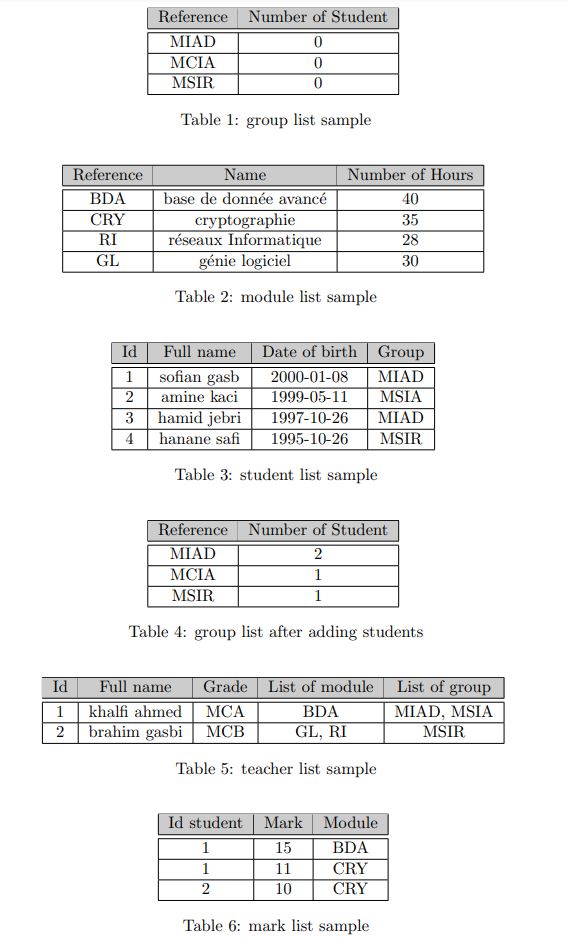 Reference Number of Student
MIAD 0
MCIA 0
MSIR 0
Table 1: group list sample
Reference Name Number of Hours
BDA base de donnée avancé 40
CRY cryptographie 35
RI réseaux Informatique 28
GL génie logiciel 30
Table 2: module list sample
Id Full name Date of birth Group
1 sofian gasb 2000-01-08 MIAD
2 amine kaci 1999-05-11 MSIA
3 hamid jebri 1997-10-26 MIAD
4 hanane safi 1995-10-26 MSIR
Table 3: student list sample
Reference Number of Student
MIAD 2
MCIA 1
MSIR 1
Table 4: group list after adding students
Id Full name Grade List of module List of group
1 khalfi ahmed MCA BDA MIAD, MSIA
2 brahim gasbi MCB GL, RI MSIR
Table 5: teacher list sample
Id student Mark Module
1 15 BDA
1 11 CRY
2 10 CRY
Table 6: mark list sample